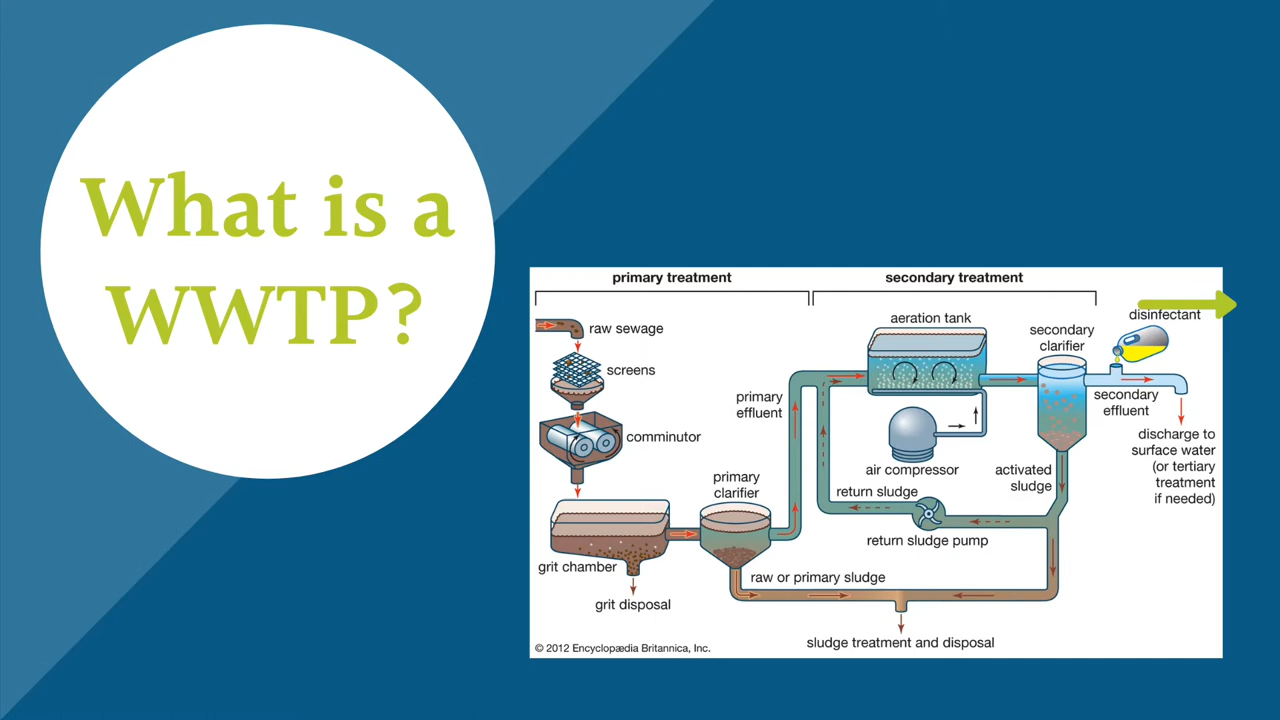 What is a
WWTP?
primary treatment
secondary treatment
raw sewage
screens
comminutor
grit chamber
grit disposal
primary
clarifier
primary
effluent
raw or primary sludge
aeration tank
air compressor
return sludge
return sludge pump
secondary
clarifier
activated
sludge
disinfectant
secondary
effluent
discharge to
surface water
(or tertiary
treatment
if needed)
sludge treatment and disposal
© 2012 Encyclopædia Britannica, Inc.